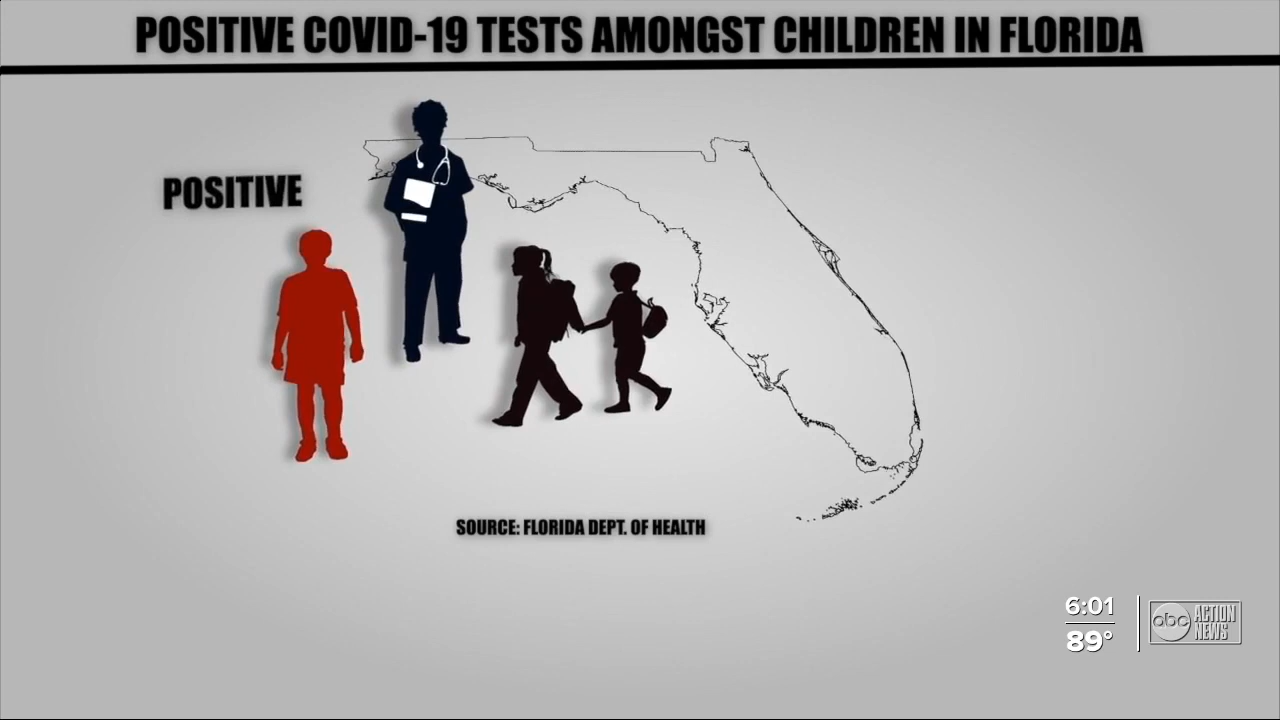 POSITIVE COVID-19 TESTS AMONGST CHILDREN IN FLORIDA
POSITIVE
SOURCE: FLORIDA DEPT. OF HEALTH
6:01
89°
abc ACTION
NEWS